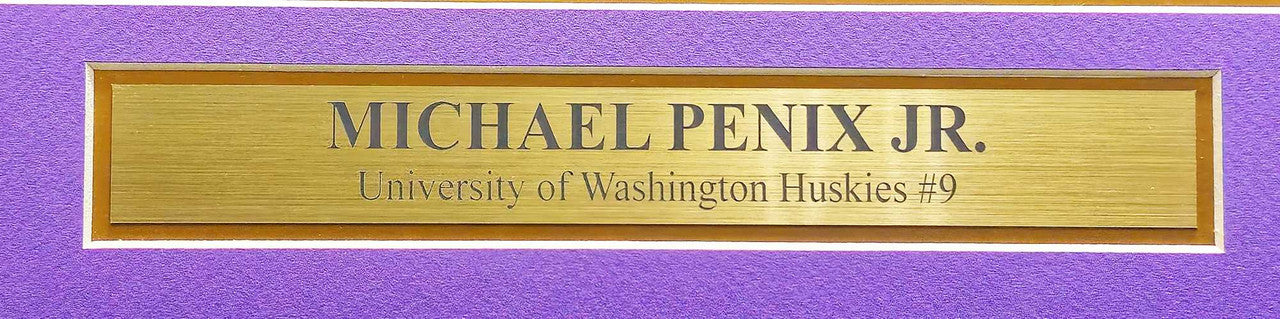 MICHAEL PENIX JR.
University of Washington Huskies #9